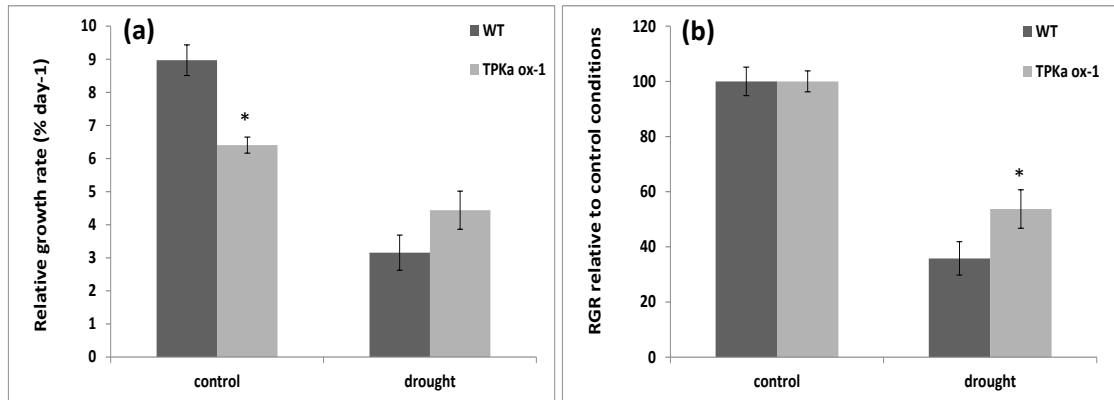 (a)
WT
TPKa ox-1
Relative growth rate (% day-1)
10
9
8
7
6
5
4
3
2
1
0
*
control
drought
(b)
WT
TPKa ox-1
RGR relative to control conditions
120
100
80
60
40
20
0
*
control
drought